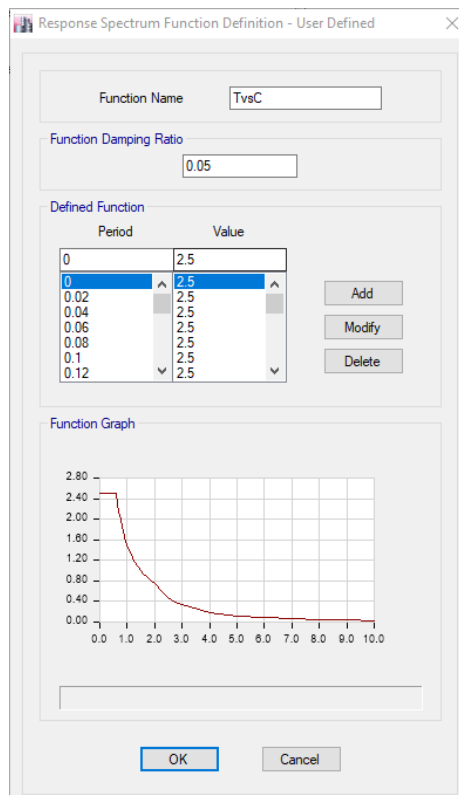 Response Spectrum Function Definition - User Defined
Function Name TvsC
Function Damping Ratio
0.05
Defined Function
Period Value
0 2.5
0 2.5
0.02 2.5
0.04 2.5
0.06 2.5
0.08 2.5
0.1 2.5
0.12 2.5
Add
Modify
Delete
Function Graph
2.80
2.40
2.00
1.60
1.20
0.80
0.40
0.00
0.0 1.0 2.0 3.0 4.0 5.0 6.0 7.0 8.0 9.0 10.0
OK Cancel